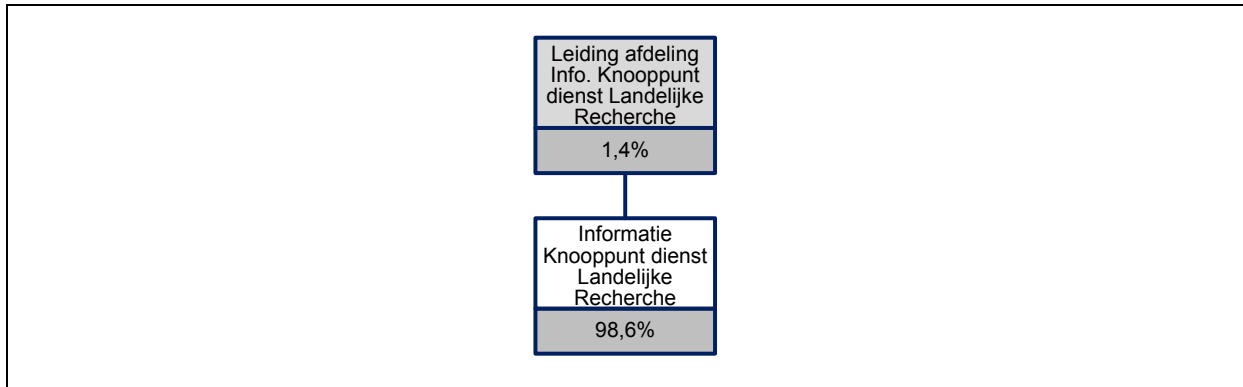 Leiding afdeling
Info. Knooppunt
dienst Landelijke
Recherche
1,4%
Informatie
Knooppunt dienst
Landelijke
Recherche
98,6%